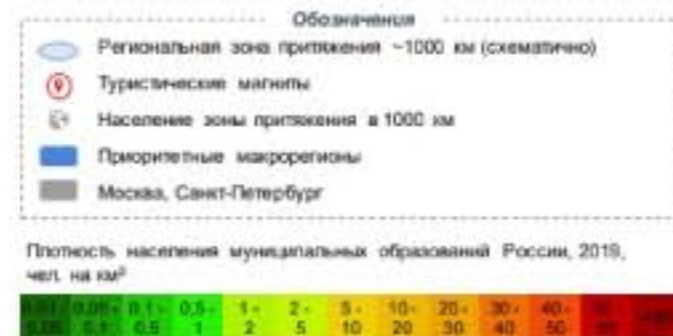 Обозначения
Региональная зона притяжения ~1000 км (схематично)
Туристические магниты
Население зоны притяжения в 1000 км
Приоритетные макрорегионы
Москва, Санкт-Петербург
Плотность населения муниципальных образований России, 2019,
чел. на км²
0,1 - 0,5 - 1 - 2 - 5 - 10 - 20 - 30 - 40 -
0,5 1 2 5 10 20 30 40 50